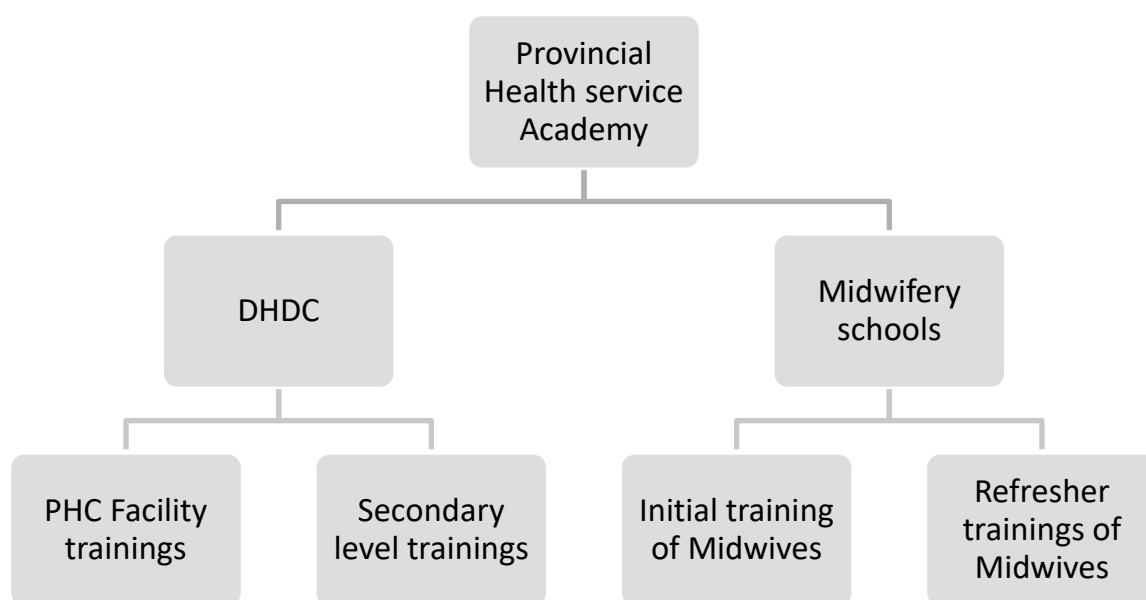 Provincial
Health service
Academy
DHDC
Midwifery
schools
PHC Facility
trainings
Secondary
level trainings
Initial training
of Midwives
Refresher
trainings of
Midwives